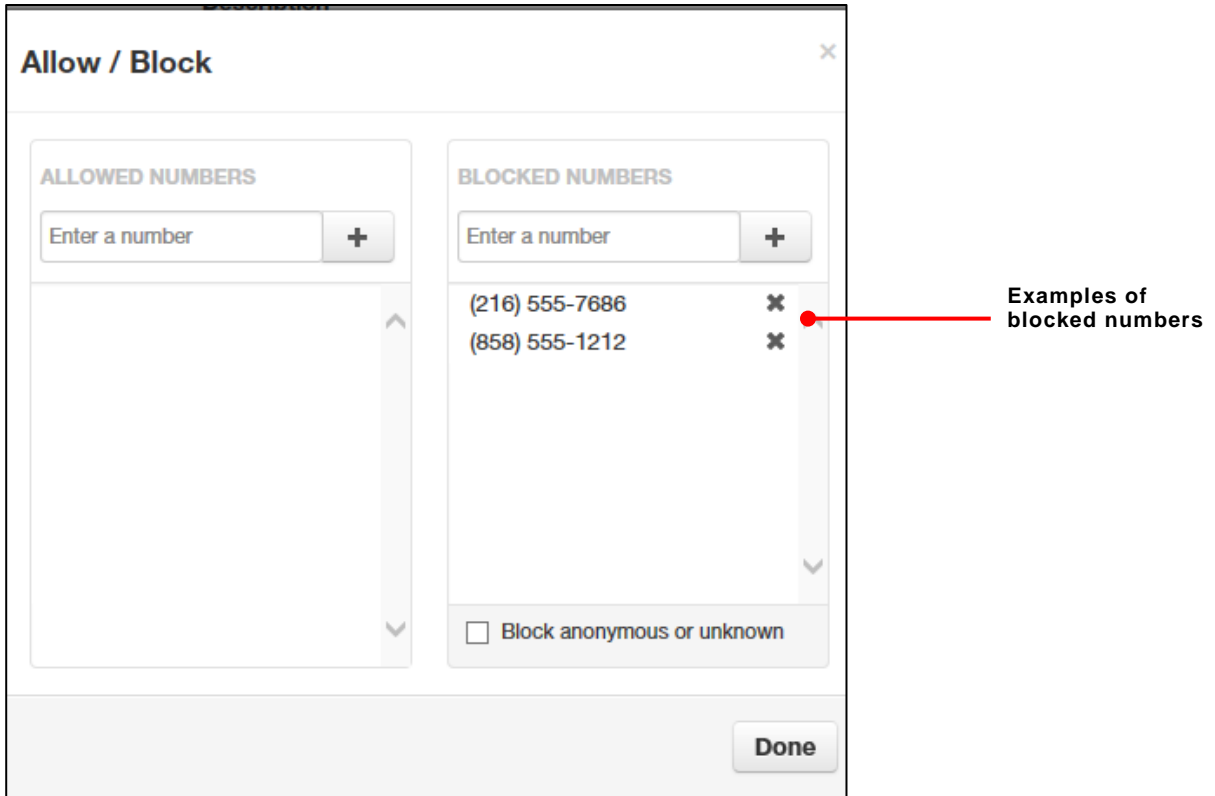 Description
Allow / Block
×
ALLOWED NUMBERS
Enter a number
+
BLOCKED NUMBERS
Enter a number
+
(216) 555-7686 ✖
(858) 555-1212 ✖
Block anonymous or unknown
Done
Examples of
blocked numbers